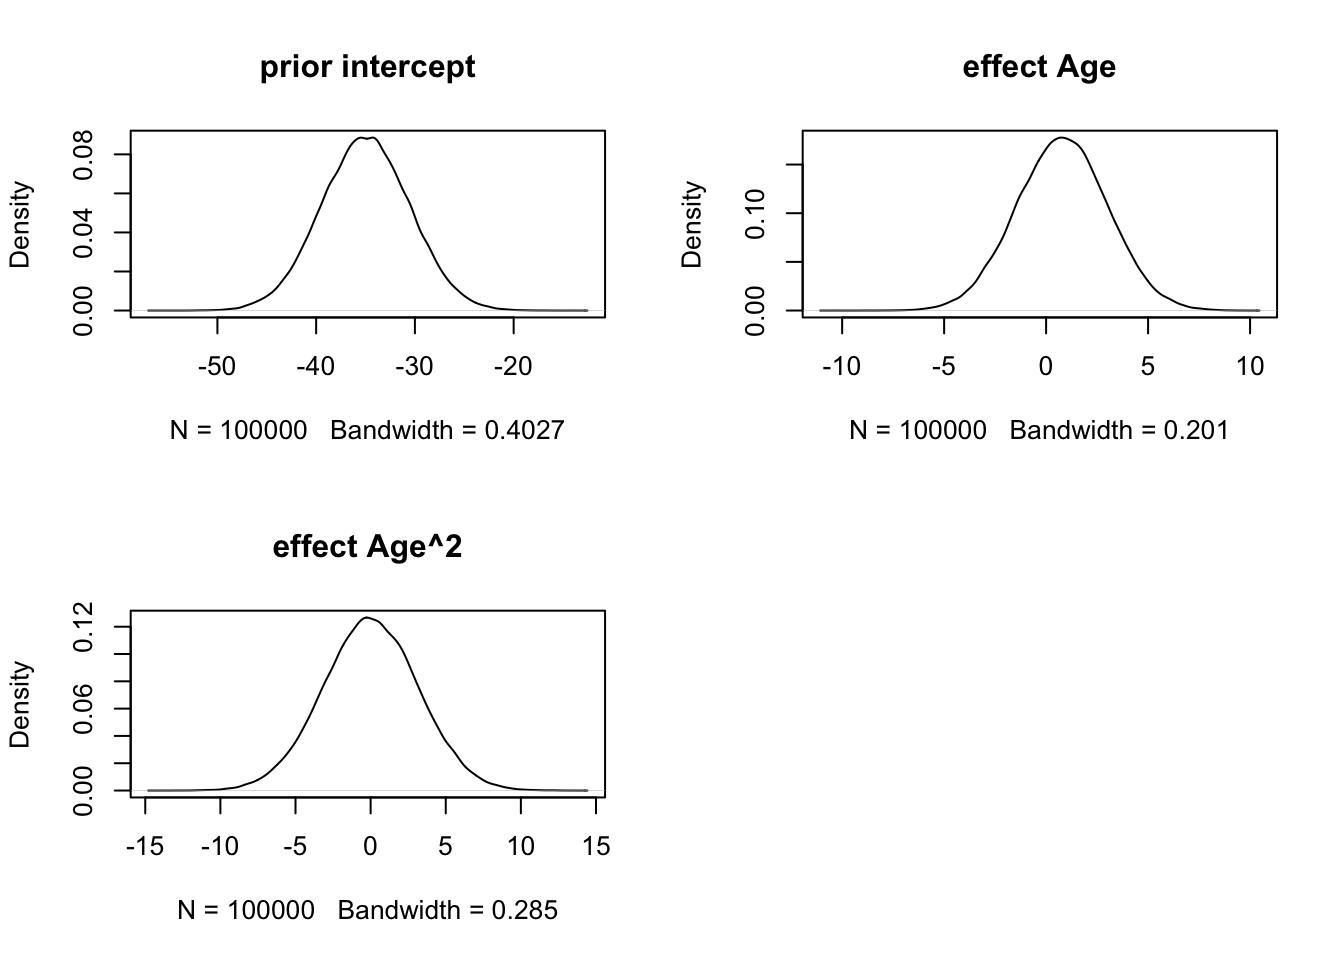 prior intercept
Density
0.00 0.04 0.08
-50 -40 -30 -20
N = 100000 Bandwidth = 0.4027
effect Age
Density
0.00 0.10
-10 -5 0 5 10
N = 100000 Bandwidth = 0.201
effect Age^2
Density
0.00 0.06 0.12
-15 -10 -5 0 5 10 15
N = 100000 Bandwidth = 0.285